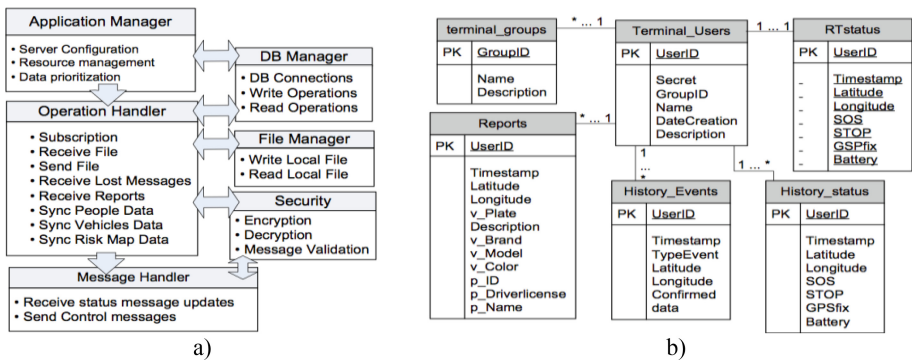 Application Manager
• Server Configuration
• Resource management
• Data prioritization
DB Manager
• DB Connections
• Write Operations
• Read Operations
Operation Handler
• Subscription
• Receive File
• Send File
• Receive Lost Messages
• Receive Reports
• Sync People Data
• Sync Vehicles Data
• Sync Risk Map Data
File Manager
• Write Local File
• Read Local File
Security
• Encryption
• Decryption
• Message Validation
Message Handler
• Receive status message updates
• Send Control messages
a)
terminal_groups
PK GroupID
Name
Description
* ... 1
Terminal_Users
PK UserID
Secret
GroupID
Name
DateCreation
Description
1 ... 1
RTstatus
PK UserID
- Timestamp
- Latitude
- Longitude
- SOS
- STOP
- GSPfix
- Battery
Reports
PK UserID
Timestamp
Latitude
Longitude
v_Plate
Description
v_Brand
v_Model
v_Color
p_ID
p_Driverlicense
p_Name
* ... 1
1
...
*
History_Events
PK UserID
Timestamp
TypeEvent
Latitude
Longitude
Confirmed
data
1 ... *
History_status
PK UserID
Timestamp
Latitude
Longitude
SOS
STOP
GPSfix
Battery
b)